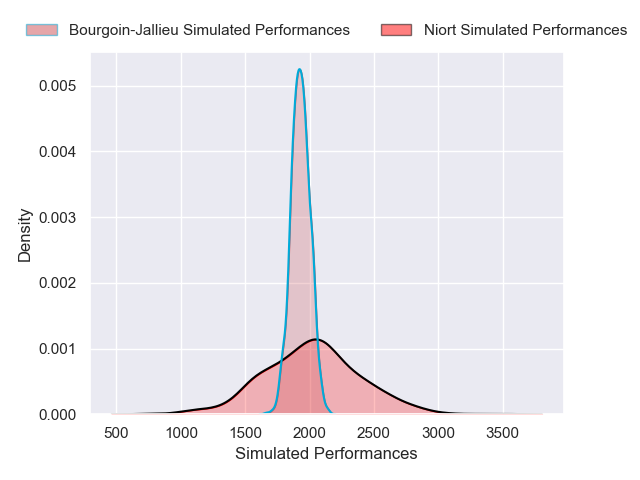 Bourgoin-Jallieu Simulated Performances Niort Simulated Performances
0.005
0.004
0.003
0.002
0.001
0.000
Density
500 1000 1500 2000 2500 3000 3500
Simulated Performances